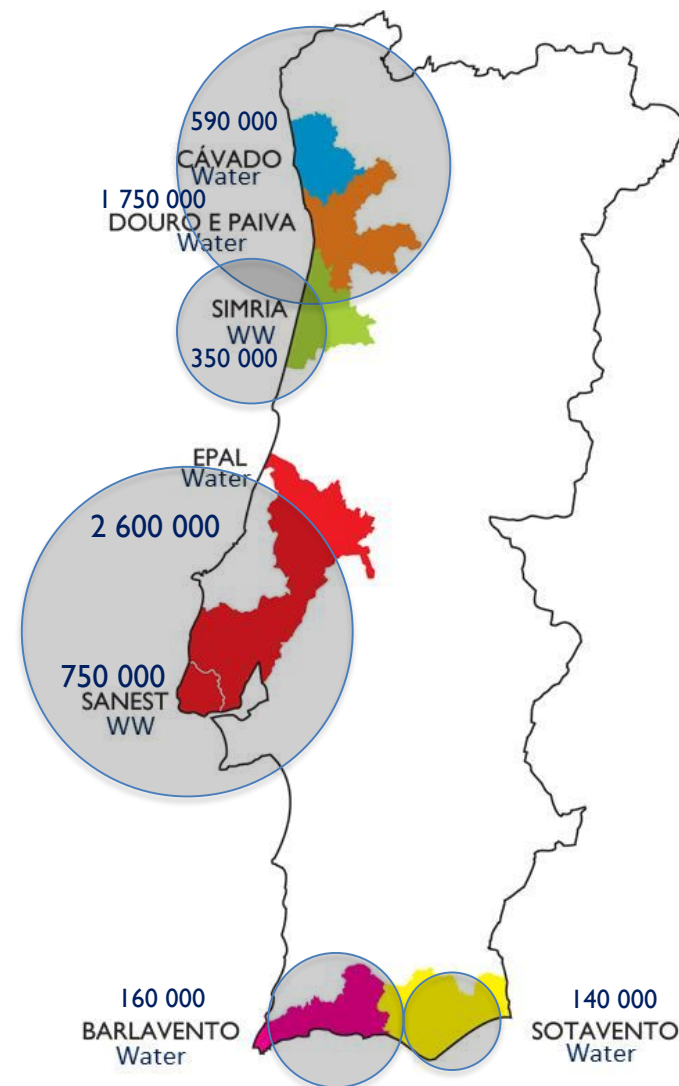 590 000
CÁVADO
Water
1 750 000
DOURO E PAIVA
Water
SIMRIA
WW
350 000
EPAL
Water
2 600 000
750 000
SANEST
WW
160 000
BARLAVENTO
Water
140 000
SOTAVENTO
Water